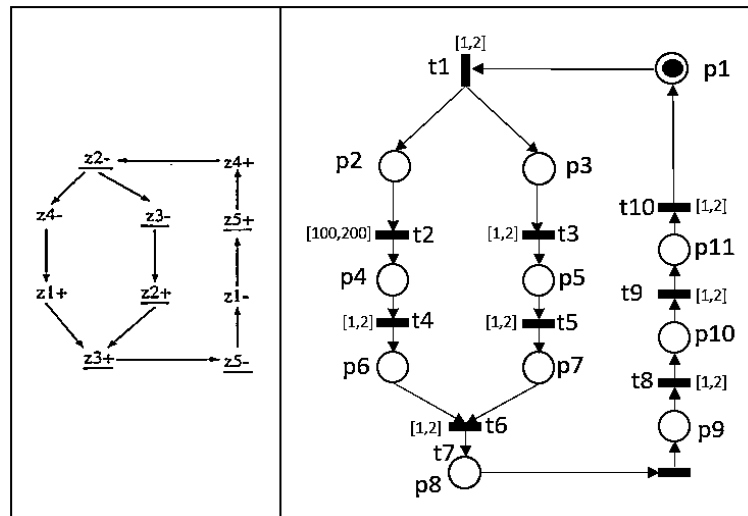 z2-
z4+
z4-
z3-
z5+
z1+
z2+
z1-
z3+
z5-
[1,2]
t1
p1
p2
p3
t10
[1,2]
[100,200]
t2
[1,2]
t3
p11
p4
p5
t9
[1,2]
[1,2]
t4
[1,2]
t5
p10
p6
p7
t8
[1,2]
[1,2]
t6
p9
t7
p8